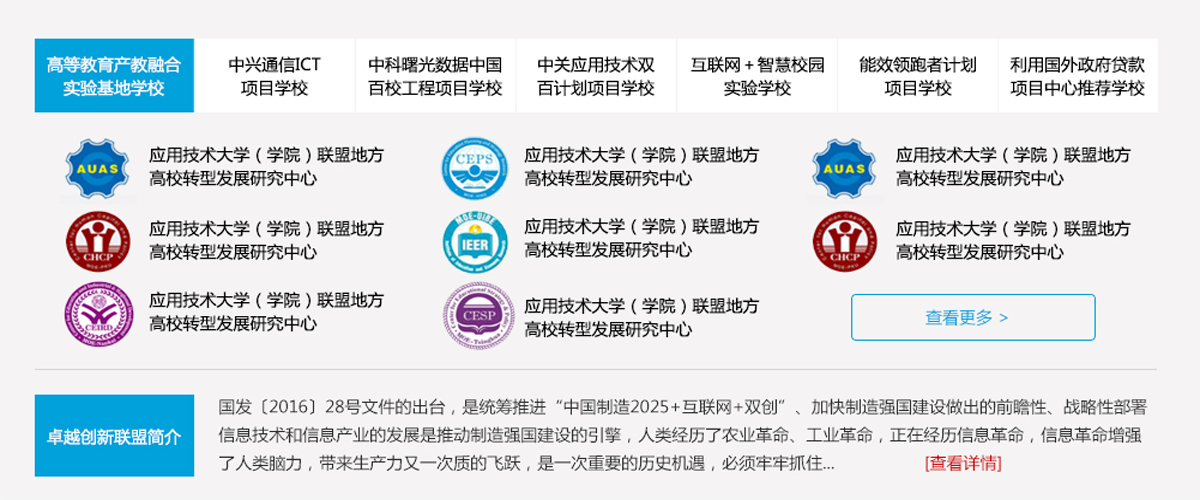 高等教育产教融合
实验基地学校
中兴通信ICT
项目学校
中科曙光数据中国
百校工程项目学校
中关应用技术双
百计划项目学校
互联网+智慧校园
实验学校
能效领跑者计划
项目学校
利用国外政府贷款
项目中心推荐学校
AUAS
应用技术大学（学院）联盟地方
高校转型发展研究中心
CEPS
应用技术大学（学院）联盟地方
高校转型发展研究中心
AUAS
应用技术大学（学院）联盟地方
高校转型发展研究中心
CHCP
应用技术大学（学院）联盟地方
高校转型发展研究中心
IEER
应用技术大学（学院）联盟地方
高校转型发展研究中心
CHCP
应用技术大学（学院）联盟地方
高校转型发展研究中心
CEIRD
应用技术大学（学院）联盟地方
高校转型发展研究中心
CESP
应用技术大学（学院）联盟地方
高校转型发展研究中心
查看更多 >
卓越创新联盟简介
国发〔2016〕28号文件的出台，是统筹推进“中国制造2025+互联网+双创”、加快制造强国建设做出的前瞻性、战略性部署
信息技术和信息产业的发展是推动制造强国建设的引擎，人类经历了农业革命、工业革命，正在经历信息革命，信息革命增强
了人类脑力，带来生产力又一次质的飞跃，是一次重要的历史机遇，必须牢牢抓住... [查看详情]